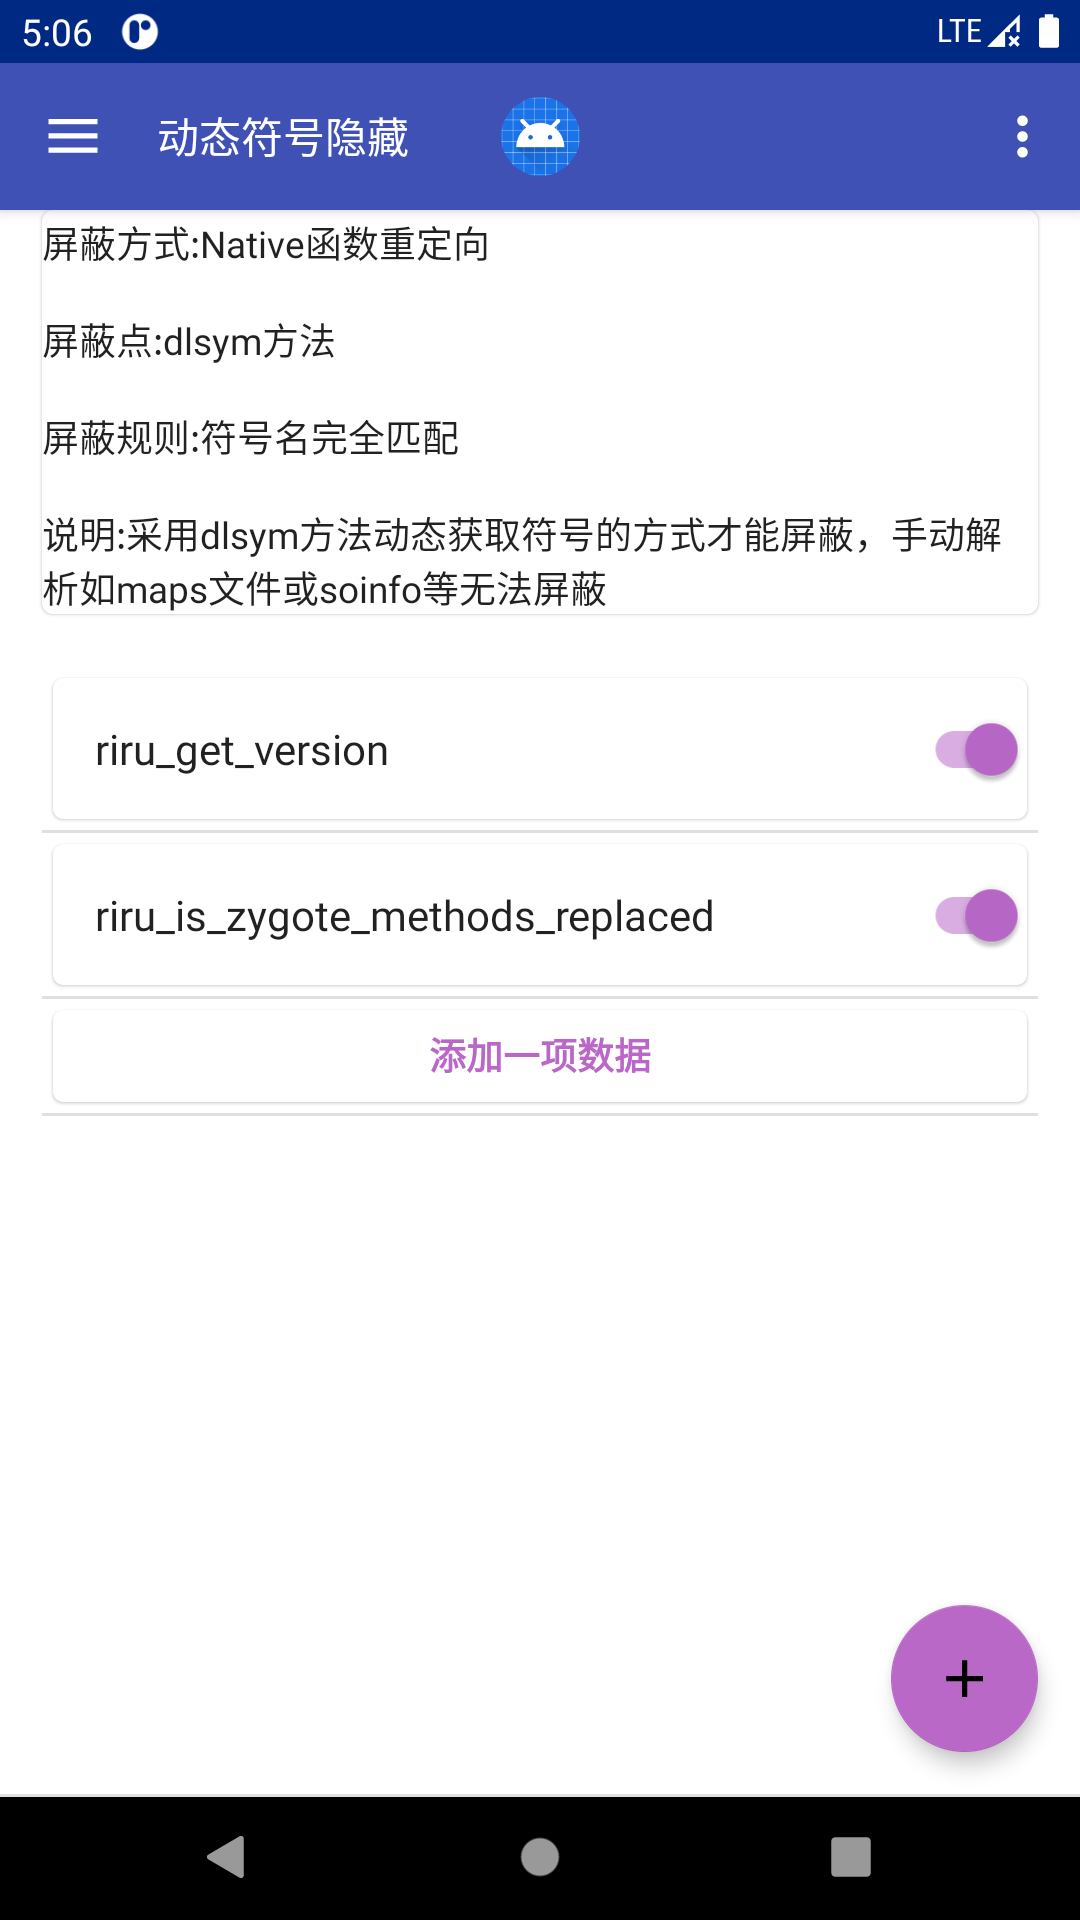 5:06
LTE
动态符号隐藏
屏蔽方式:Native函数重定向
屏蔽点:dlsym方法
屏蔽规则:符号名完全匹配
说明:采用dlsym方法动态获取符号的方式才能屏蔽，手动解
析如maps文件或soinfo等无法屏蔽
riru_get_version
riru_is_zygote_methods_replaced
添加一项数据